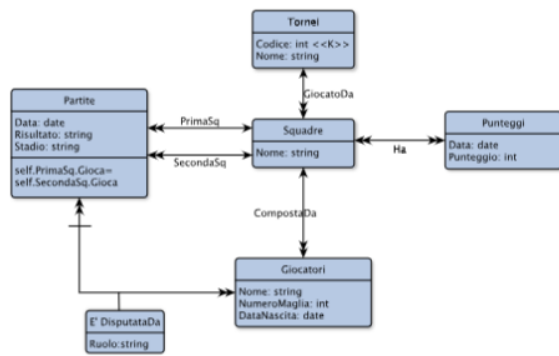 Tornei
Codice: int <<K>>
Nome: string
GiocatoDa
Partite
Data: date
Risultato: string
Stadio: string
self.PrimaSq.Gioca=
self.SecondaSq.Gioca
PrimaSq
SecondaSq
Squadre
Nome: string
Ha
Punteggi
Data: date
Punteggio: int
CompostaDa
Giocatori
Nome: string
NumeroMaglia: int
DataNascita: date
E' DisputataDa
Ruolo:string